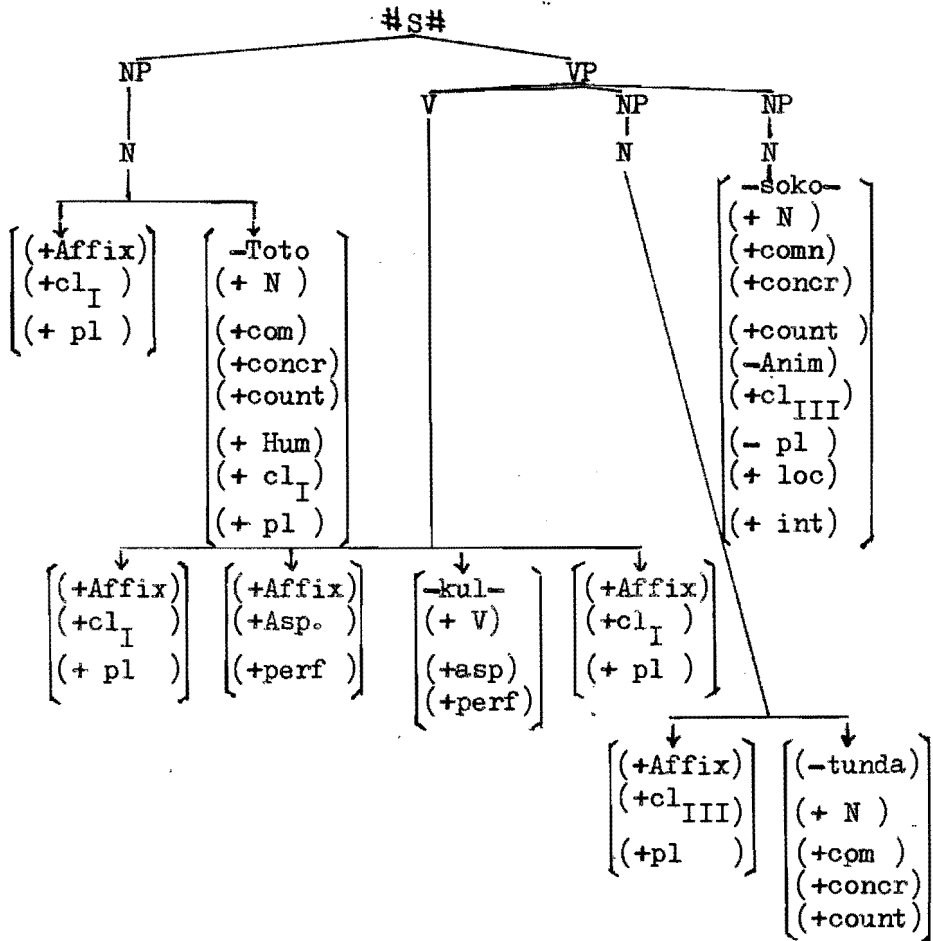 #S#
NP VP
V NP NP
N N N
-soko-
(+ N )
(+comn)
(+concr)
(+count )
(-Anim)
(+cl_III)
(- pl )
(+ loc)
(+ int)
(+Affix)
(+cl_I )
(+ pl )
-Toto
(+ N )
(+com)
(+concr)
(+count)
(+ Hum)
(+ cl_I)
(+ pl )
(+Affix)
(+cl_I )
(+ pl )
(+Affix)
(+Asp. )
(+perf )
-kul-
(+ V)
(+asp)
(+perf)
(+Affix)
(+cl_I )
(+ pl )
(+Affix)
(+cl_III)
(+pl )
(-tunda)
(+ N )
(+com )
(+concr)
(+count)